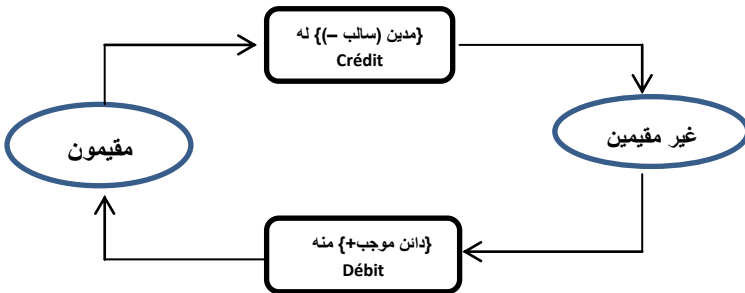 {مدين (سالب –)} له
Crédit
غير مقيمين
مقيمون
{دائن موجب+} منه
Débit